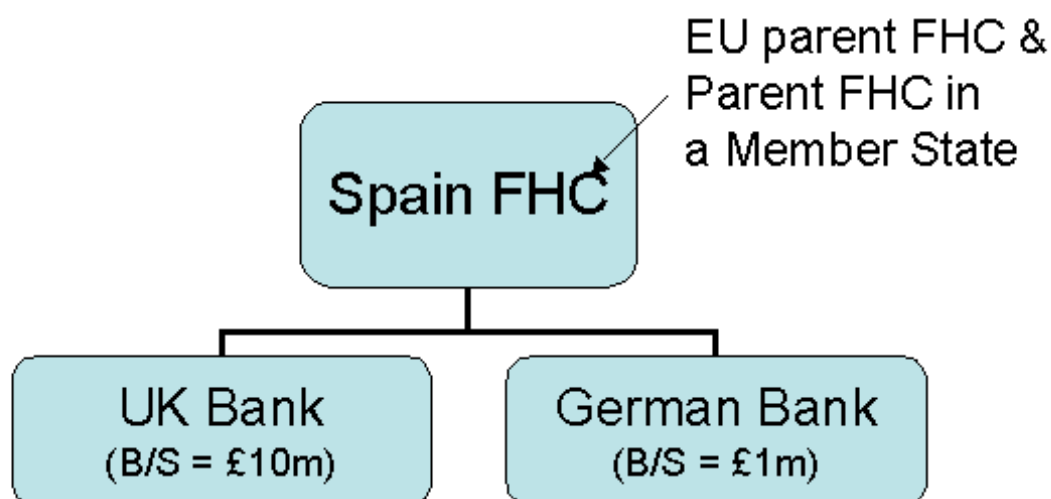 EU parent FHC &
Parent FHC in
a Member State
Spain FHC
UK Bank
(B/S = £10m)
German Bank
(B/S = £1m)